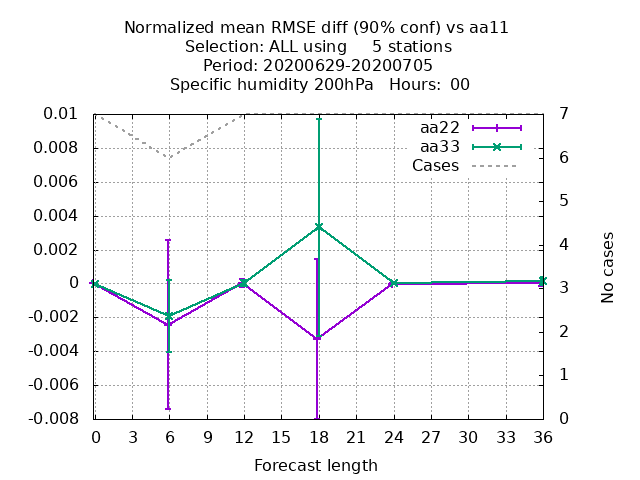 Normalized mean RMSE diff (90% conf) vs aa11
Selection: ALL using     5 stations
Period: 20200629-20200705
Specific humidity 200hPa   Hours:  00
0.01
0.008
0.006
0.004
0.002
0
-0.002
-0.004
-0.006
-0.008
aa22
aa33
Cases
7
6
5
4
3
2
1
0
No cases
0 3 6 9 12 15 18 21 24 27 30 33 36
Forecast length